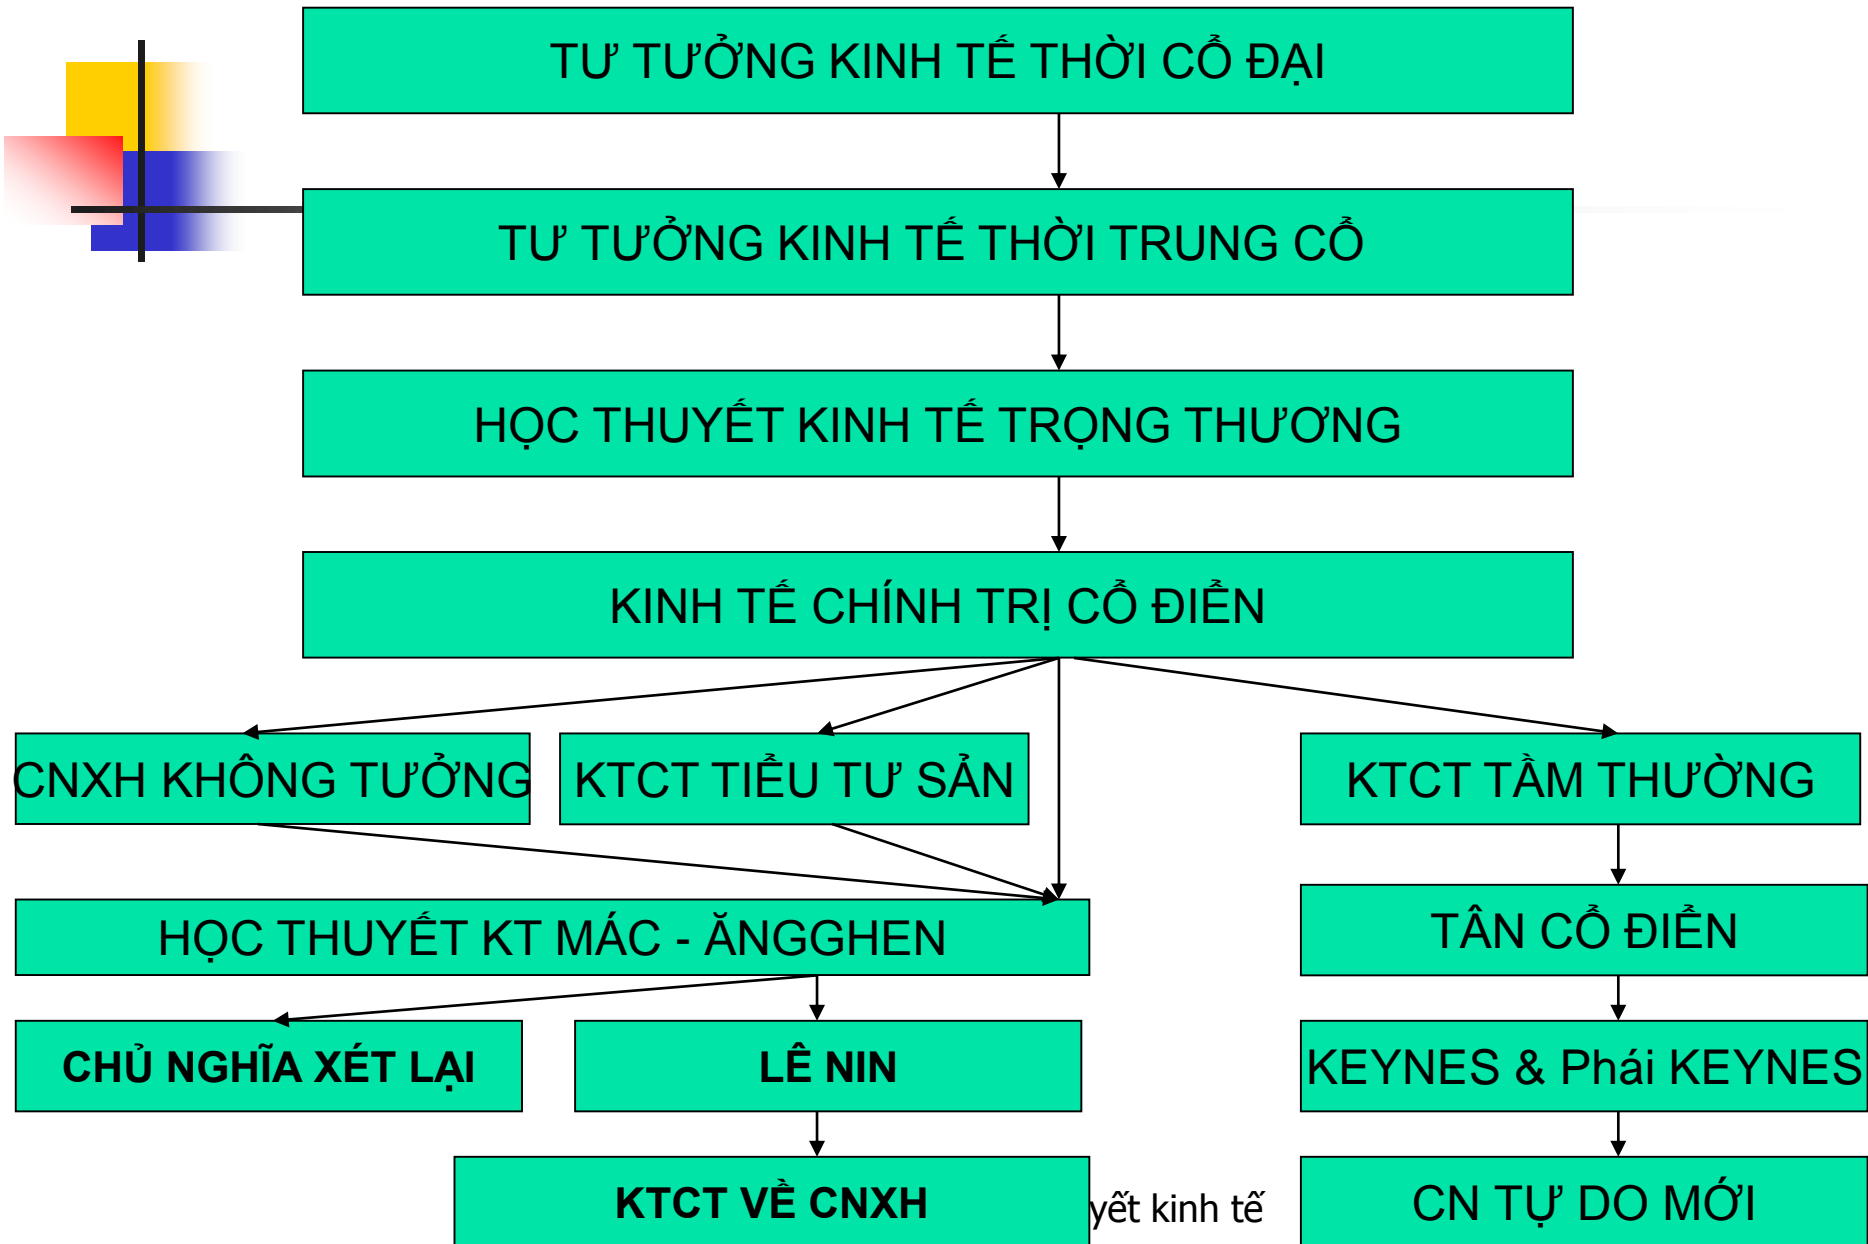 TƯ TƯỞNG KINH TẾ THỜI CỔ ĐẠI
TƯ TƯỞNG KINH TẾ THỜI TRUNG CỔ
HỌC THUYẾT KINH TẾ TRỌNG THƯƠNG
KINH TẾ CHÍNH TRỊ CỔ ĐIỂN
CNXH KHÔNG TƯỞNG
KTCT TIỂU TƯ SẢN
KTCT TẦM THƯỜNG
HỌC THUYẾT KT MÁC - ĂNGGHEN
TÂN CỔ ĐIỂN
CHỦ NGHĨA XÉT LẠI
LÊ NIN
KEYNES & Phái KEYNES
KTCT VỀ CNXH
yết kinh tế
CN TỰ DO MỚI